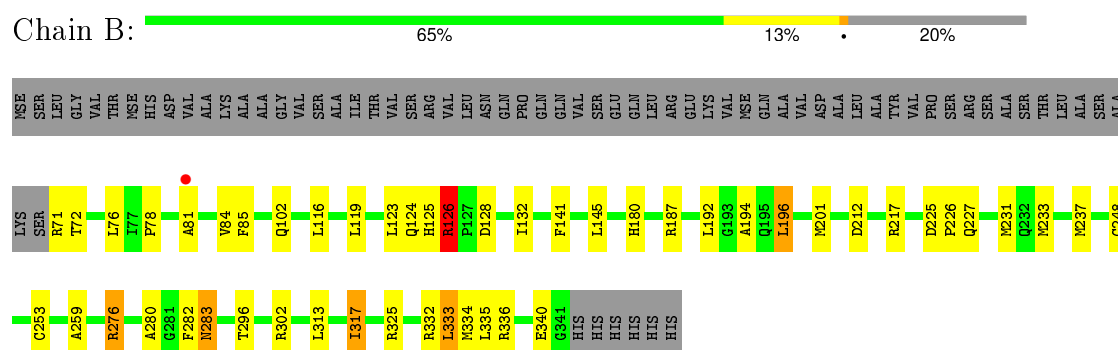 Chain B:
65% 13% • 20%
MSE SER LEU GLY VAL THR MSE HIS ASP VAL ALA LYS ALA ALA GLY VAL SER ALA ILE THR VAL SER ARG VAL LEU ASN GLN PRO GLN GLN VAL SER GLU GLN LEU ARG GLU LYS VAL MSE GLN ALA VAL ASP ALA LEU ALA TYR VAL PRO SER ARG SER ALA SER THR LEU ALA SER ALA
LYS SER R71 T72 L76 I77 P78 A81 V84 F85 Q102 L116 L119 L123 Q124 H125 R126 P127 D128 I132 F141 L145 H180 R187 L192 G193 A194 Q195 L196 M201 D212 R217 D225 P226 Q227 M231 Q232 M233 M237 C248
C253 A259 R276 A280 G281 F282 N283 T296 R302 L313 I317 R325 R332 L333 M334 L335 R336 E340 G341 HIS HIS HIS HIS HIS HIS